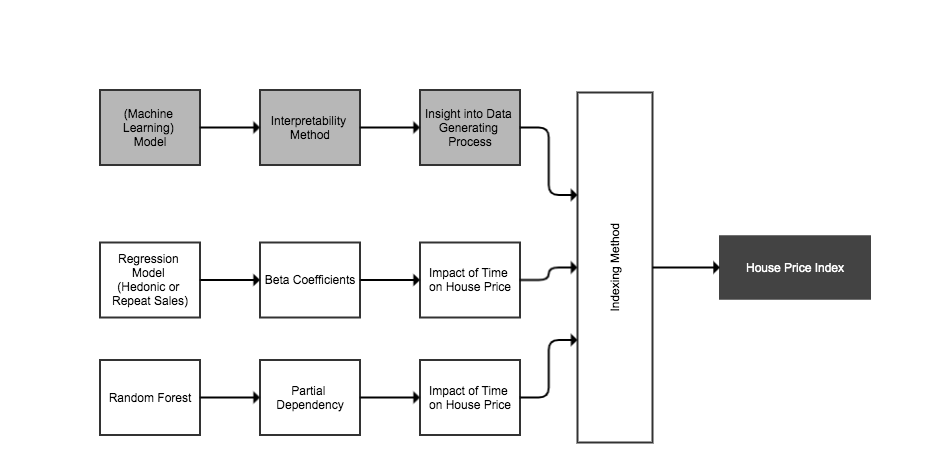 (Machine
Learning)
Model
Interpretability
Method
Insight into Data
Generating
Process
Regression
Model
(Hedonic or
Repeat Sales)
Beta Coefficients
Impact of Time
on House Price
Random Forest
Partial
Dependency
Impact of Time
on House Price
Indexing Method
House Price Index